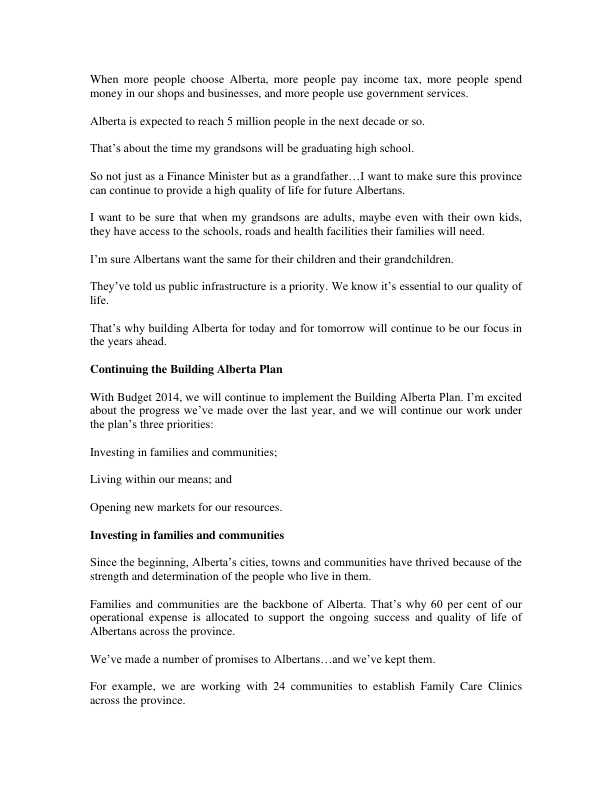 When more people choose Alberta, more people pay income tax, more people spend
money in our shops and businesses, and more people use government services.
Alberta is expected to reach 5 million people in the next decade or so.
That’s about the time my grandsons will be graduating high school.
So not just as a Finance Minister but as a grandfather…I want to make sure this province
can continue to provide a high quality of life for future Albertans.
I want to be sure that when my grandsons are adults, maybe even with their own kids,
they have access to the schools, roads and health facilities their families will need.
I’m sure Albertans want the same for their children and their grandchildren.
They’ve told us public infrastructure is a priority. We know it’s essential to our quality of
life.
That’s why building Alberta for today and for tomorrow will continue to be our focus in
the years ahead.
Continuing the Building Alberta Plan
With Budget 2014, we will continue to implement the Building Alberta Plan. I’m excited
about the progress we’ve made over the last year, and we will continue our work under
the plan’s three priorities:
Investing in families and communities;
Living within our means; and
Opening new markets for our resources.
Investing in families and communities
Since the beginning, Alberta’s cities, towns and communities have thrived because of the
strength and determination of the people who live in them.
Families and communities are the backbone of Alberta. That’s why 60 per cent of our
operational expense is allocated to support the ongoing success and quality of life of
Albertans across the province.
We’ve made a number of promises to Albertans…and we’ve kept them.
For example, we are working with 24 communities to establish Family Care Clinics
across the province.